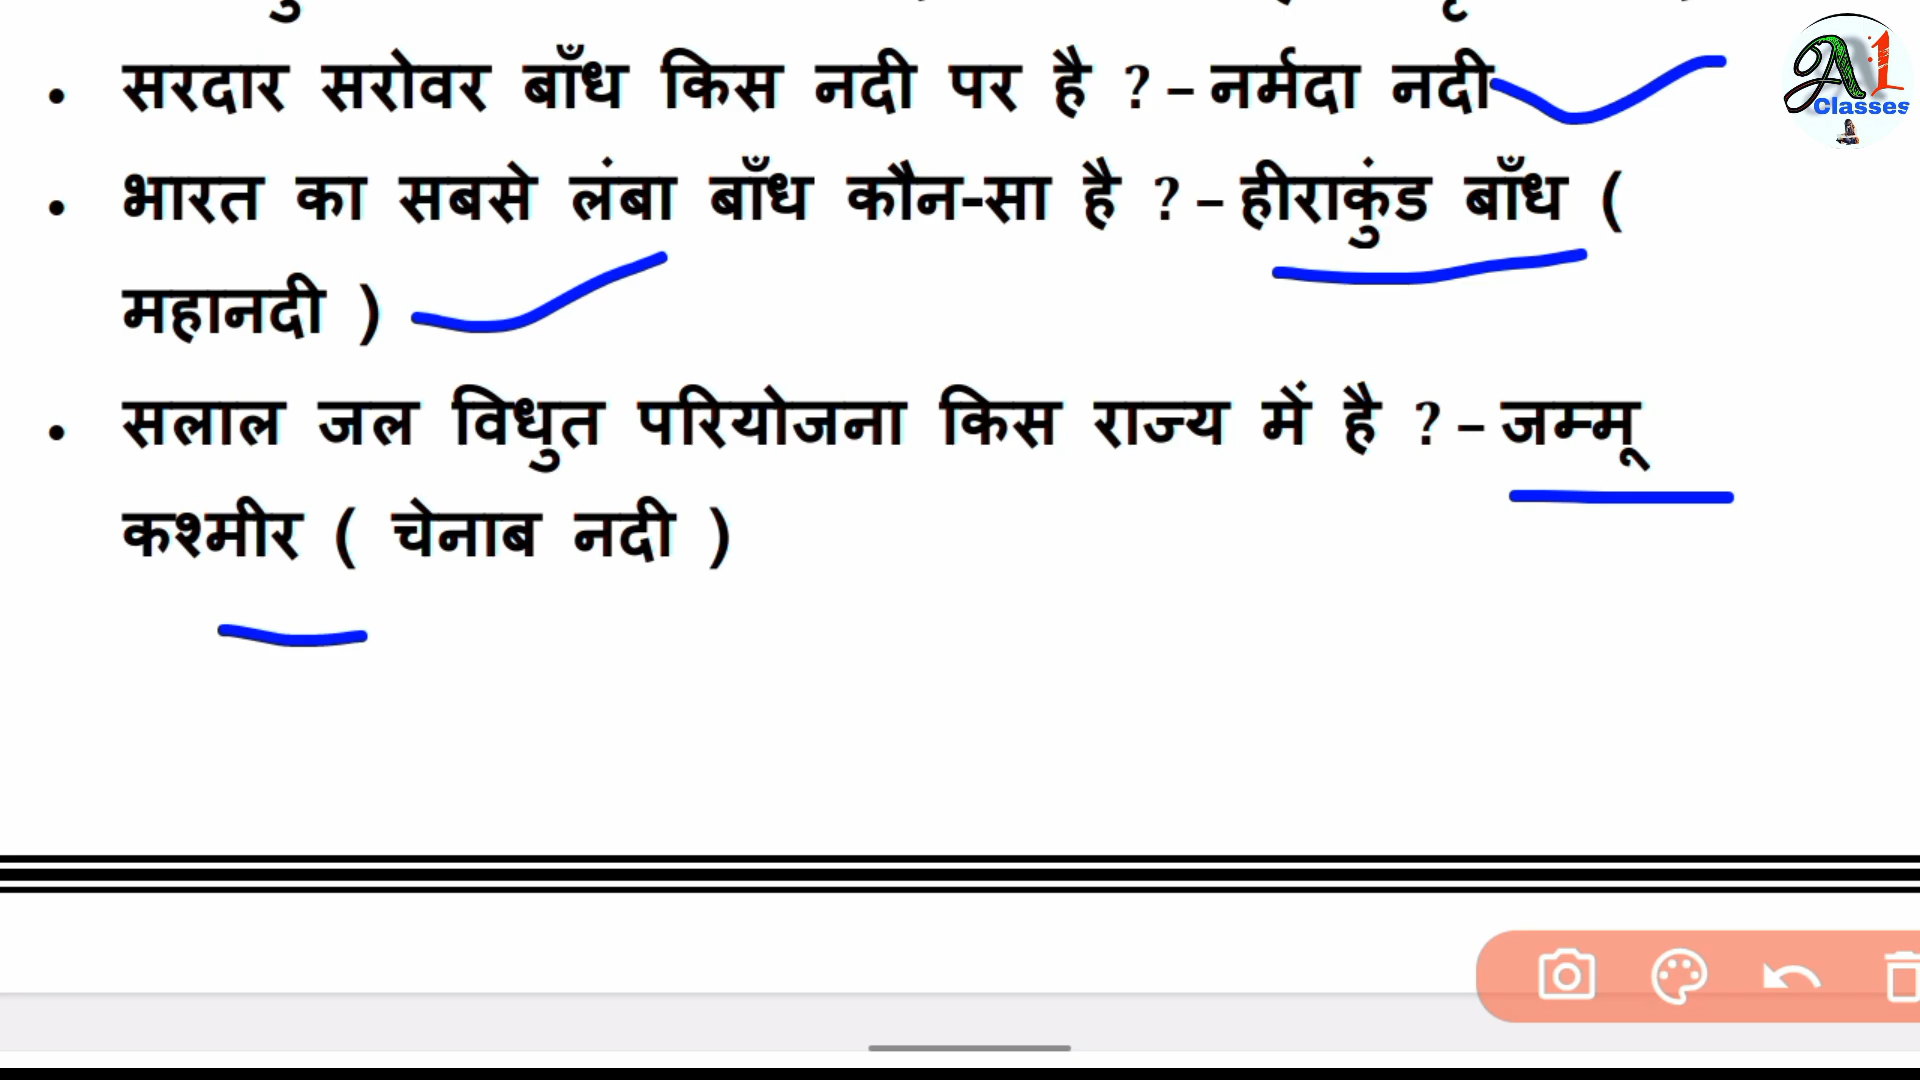 • सरदार सरोवर बाँध किस नदी पर है ? – नर्मदा नदी
• भारत का सबसे लंबा बाँध कौन-सा है ? – हीराकुंड बाँध (
महानदी )
• सलाल जल विधुत परियोजना किस राज्य में है ? – जम्मू
कश्मीर ( चेनाब नदी )
A1
Classes